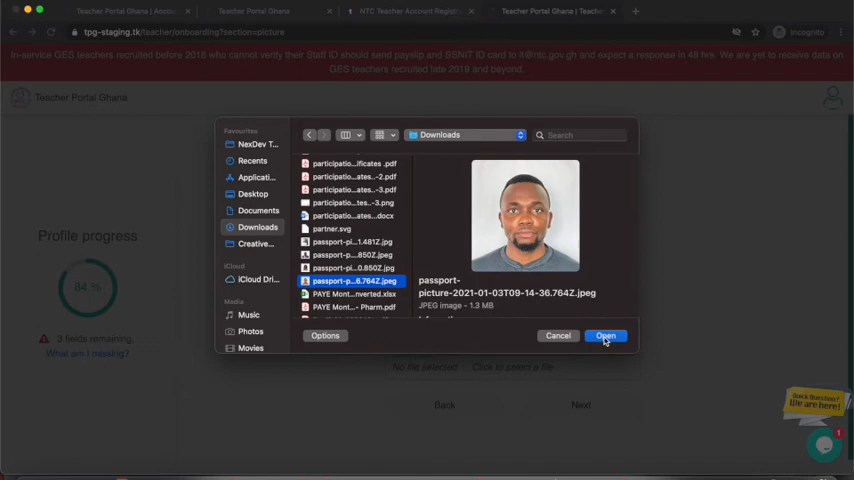 Teacher Portal Ghana | Accou
Teacher Portal Ghana
NTC Teacher Account Registra
Teacher Portal Ghana | Teache
tpg-staging.tk/teacher/onboarding?section=picture
Incognito
In-service GES teachers recruited before 2018 who cannot verified their Staff ID should send payslip and SSNIT ID card to it@ntc.gov.gh and expect a response in 48 hrs. We are yet to receive data on
GES teachers recruited late 2019 and beyond.
Teacher Portal Ghana
Favourites
NexDev T...
Recents
Applicati...
Desktop
Documents
Downloads
Creative...
iCloud
iCloud Dri...
Media
Music
Photos
Movies
Downloads
Search
participatio...ificates .pdf
participatio...ates..-2.pdf
participatio...ates..-3.pdf
participatio...tes..-3.png
participatio...ates..docx
partner.svg
passport-pi...1.481Z.jpg
passport-p....850Z.jpeg
passport-pi...0.850Z.jpg
passport-p...6.764Z.jpeg
PAYE Mont...nverted.xlsx
PAYE Mont... - Pharm.pdf
passport-
picture-2021-01-03T09-14-36.764Z.jpeg
JPEG image - 1.3 MB
Options
Cancel
Open
Profile progress
84 %
3 fields remaining,
What am I missing?
No file selected
Click to select a file
Back
Next
Quick Question?
We are here!
1